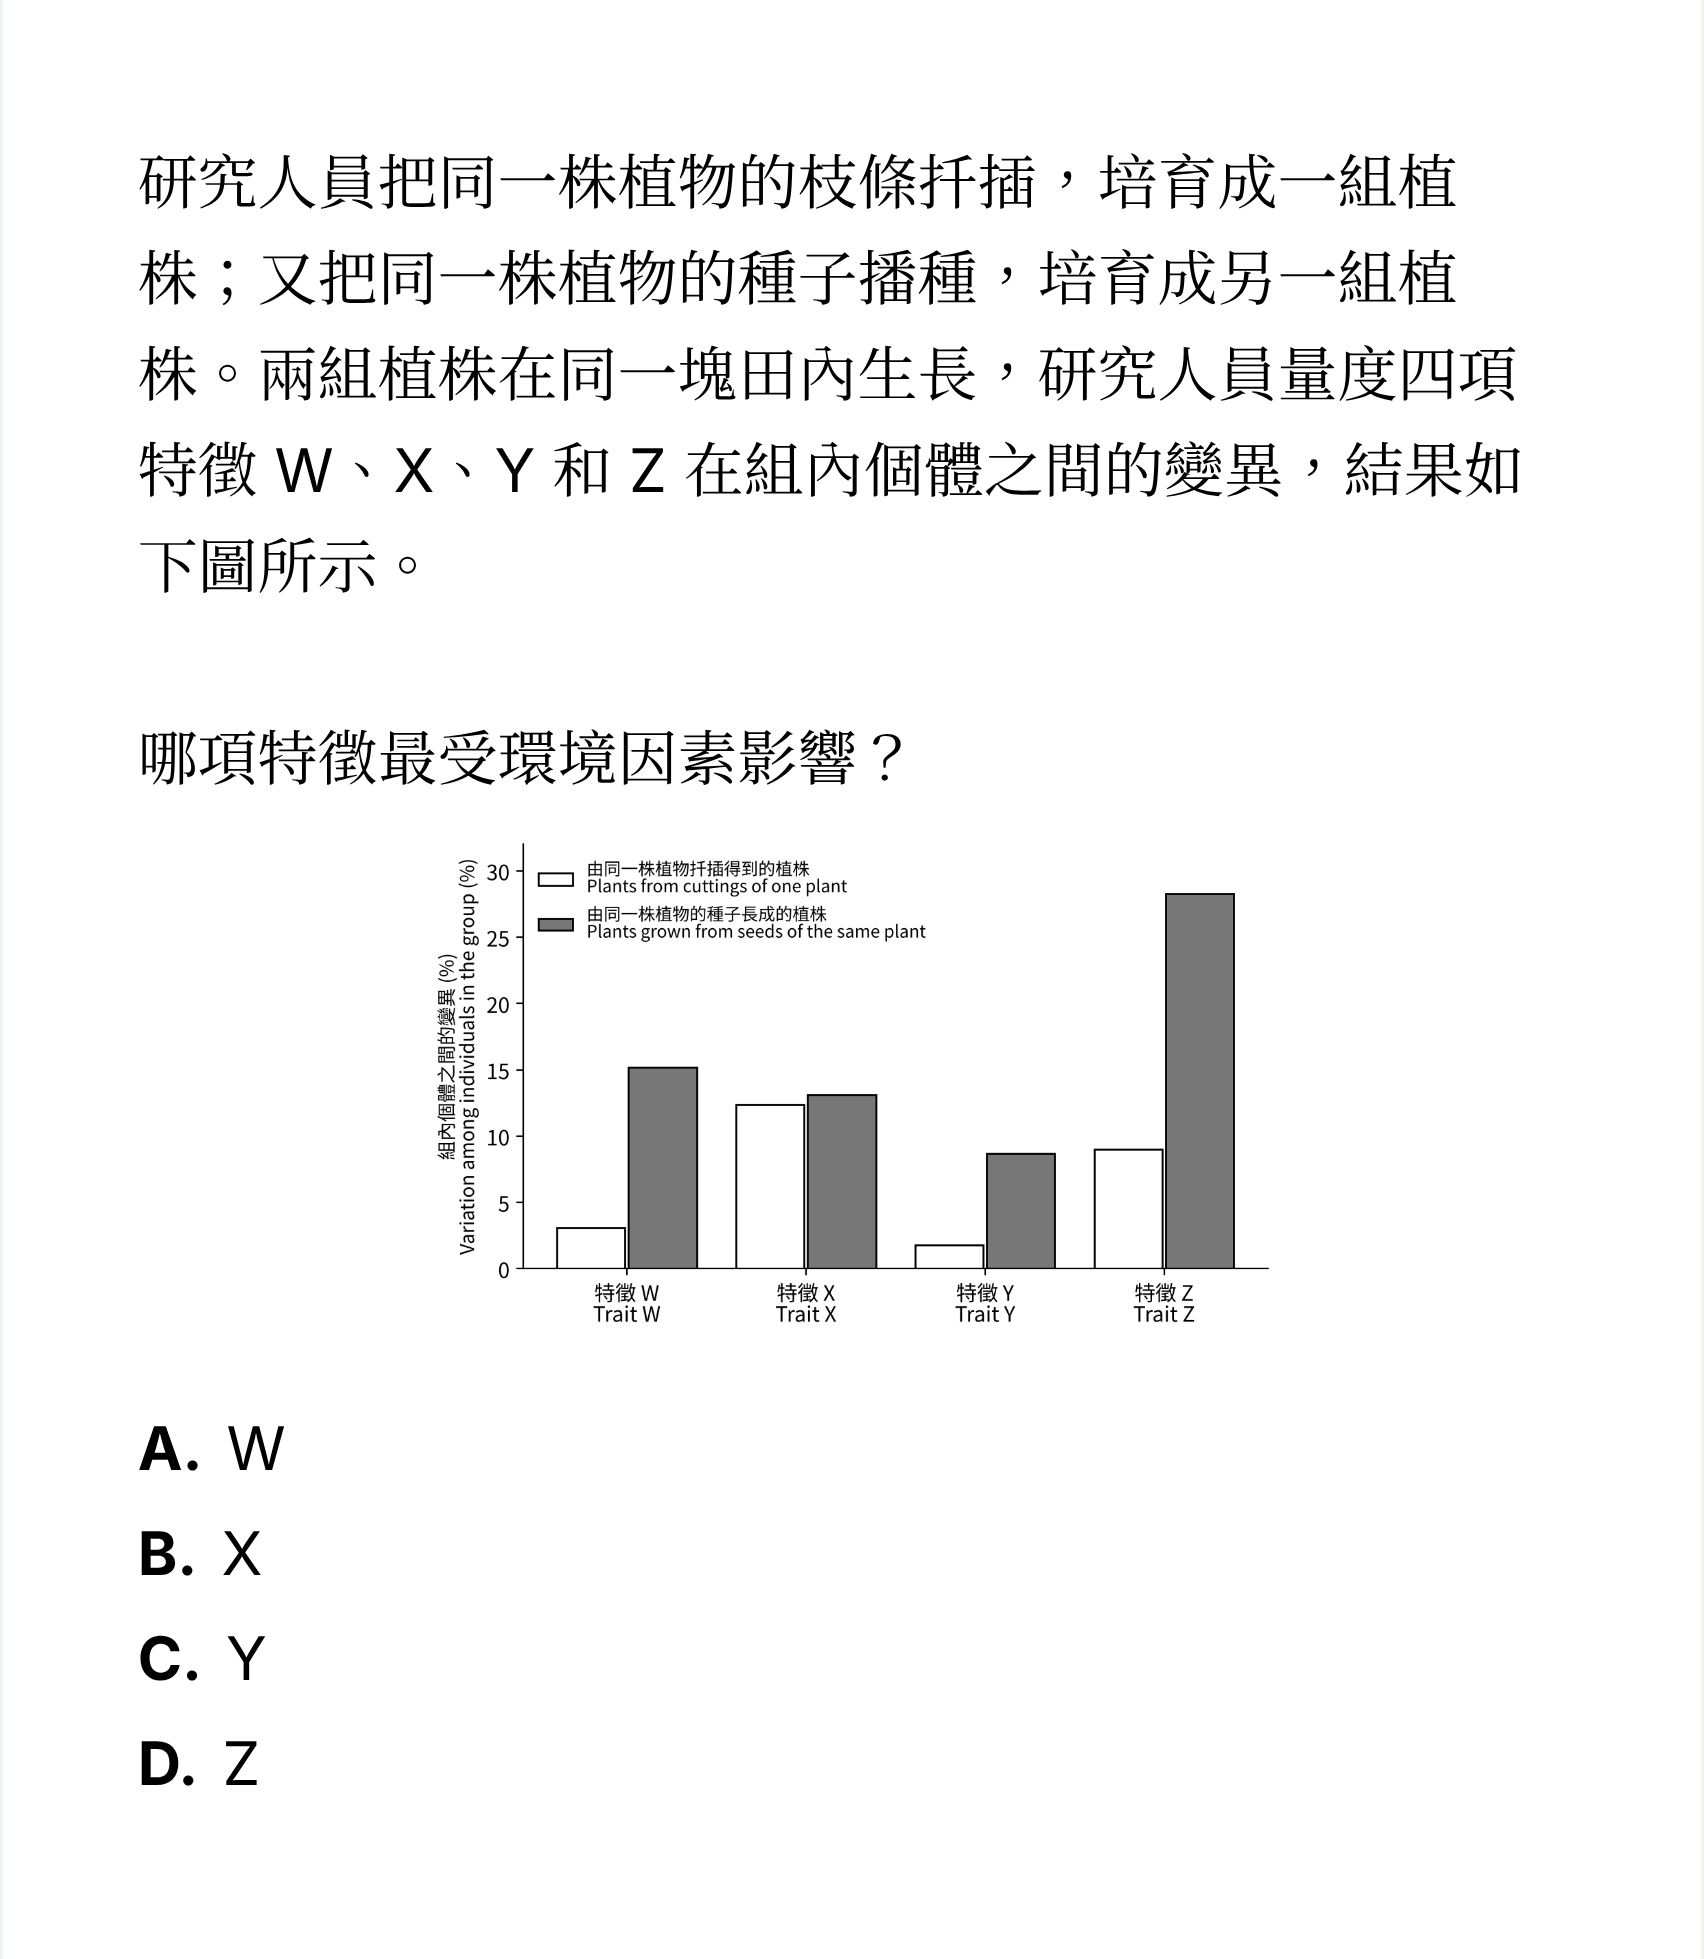 研究人員把同一株植物的枝條扦插，培育成一組植
株；又把同一株植物的種子播種，培育成另一組植
株。兩組植株在同一塊田內生長，研究人員量度四項
特徵 W、X、Y 和 Z 在組內個體之間的變異，結果如
下圖所示。
哪項特徵最受環境因素影響？
組內個體之間的變異 (%)
Variation among individuals in the group (%)
30
25
20
15
10
5
0
由同一株植物扦插得到的植株
Plants from cuttings of one plant
由同一株植物的種子長成的植株
Plants grown from seeds of the same plant
特徵 W
Trait W
特徵 X
Trait X
特徵 Y
Trait Y
特徵 Z
Trait Z
A. W
B. X
C. Y
D. Z